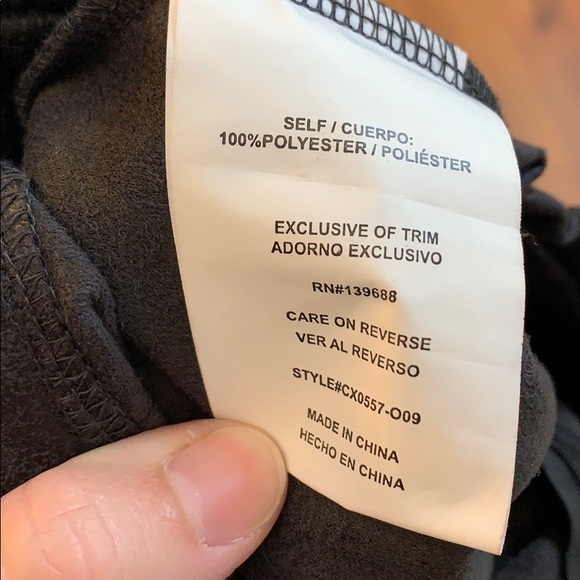 SELF / CUERPO:
100%POLYESTER / POLIÉSTER
EXCLUSIVE OF TRIM
ADORNO EXCLUSIVO
RN#139688
CARE ON REVERSE
VER AL REVERSO
STYLE#CX0557-O09
MADE IN CHINA
HECHO EN CHINA